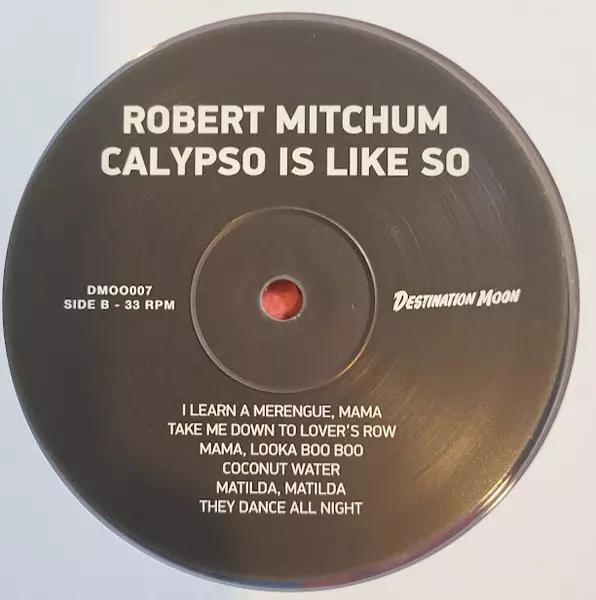 ROBERT MITCHUM
CALYPSO IS LIKE SO
DMOO007
SIDE B - 33 RPM
DESTINATION MOON
I LEARN A MERENGUE, MAMA
TAKE ME DOWN TO LOVER'S ROW
MAMA, LOOKA BOO BOO
COCONUT WATER
MATILDA, MATILDA
THEY DANCE ALL NIGHT